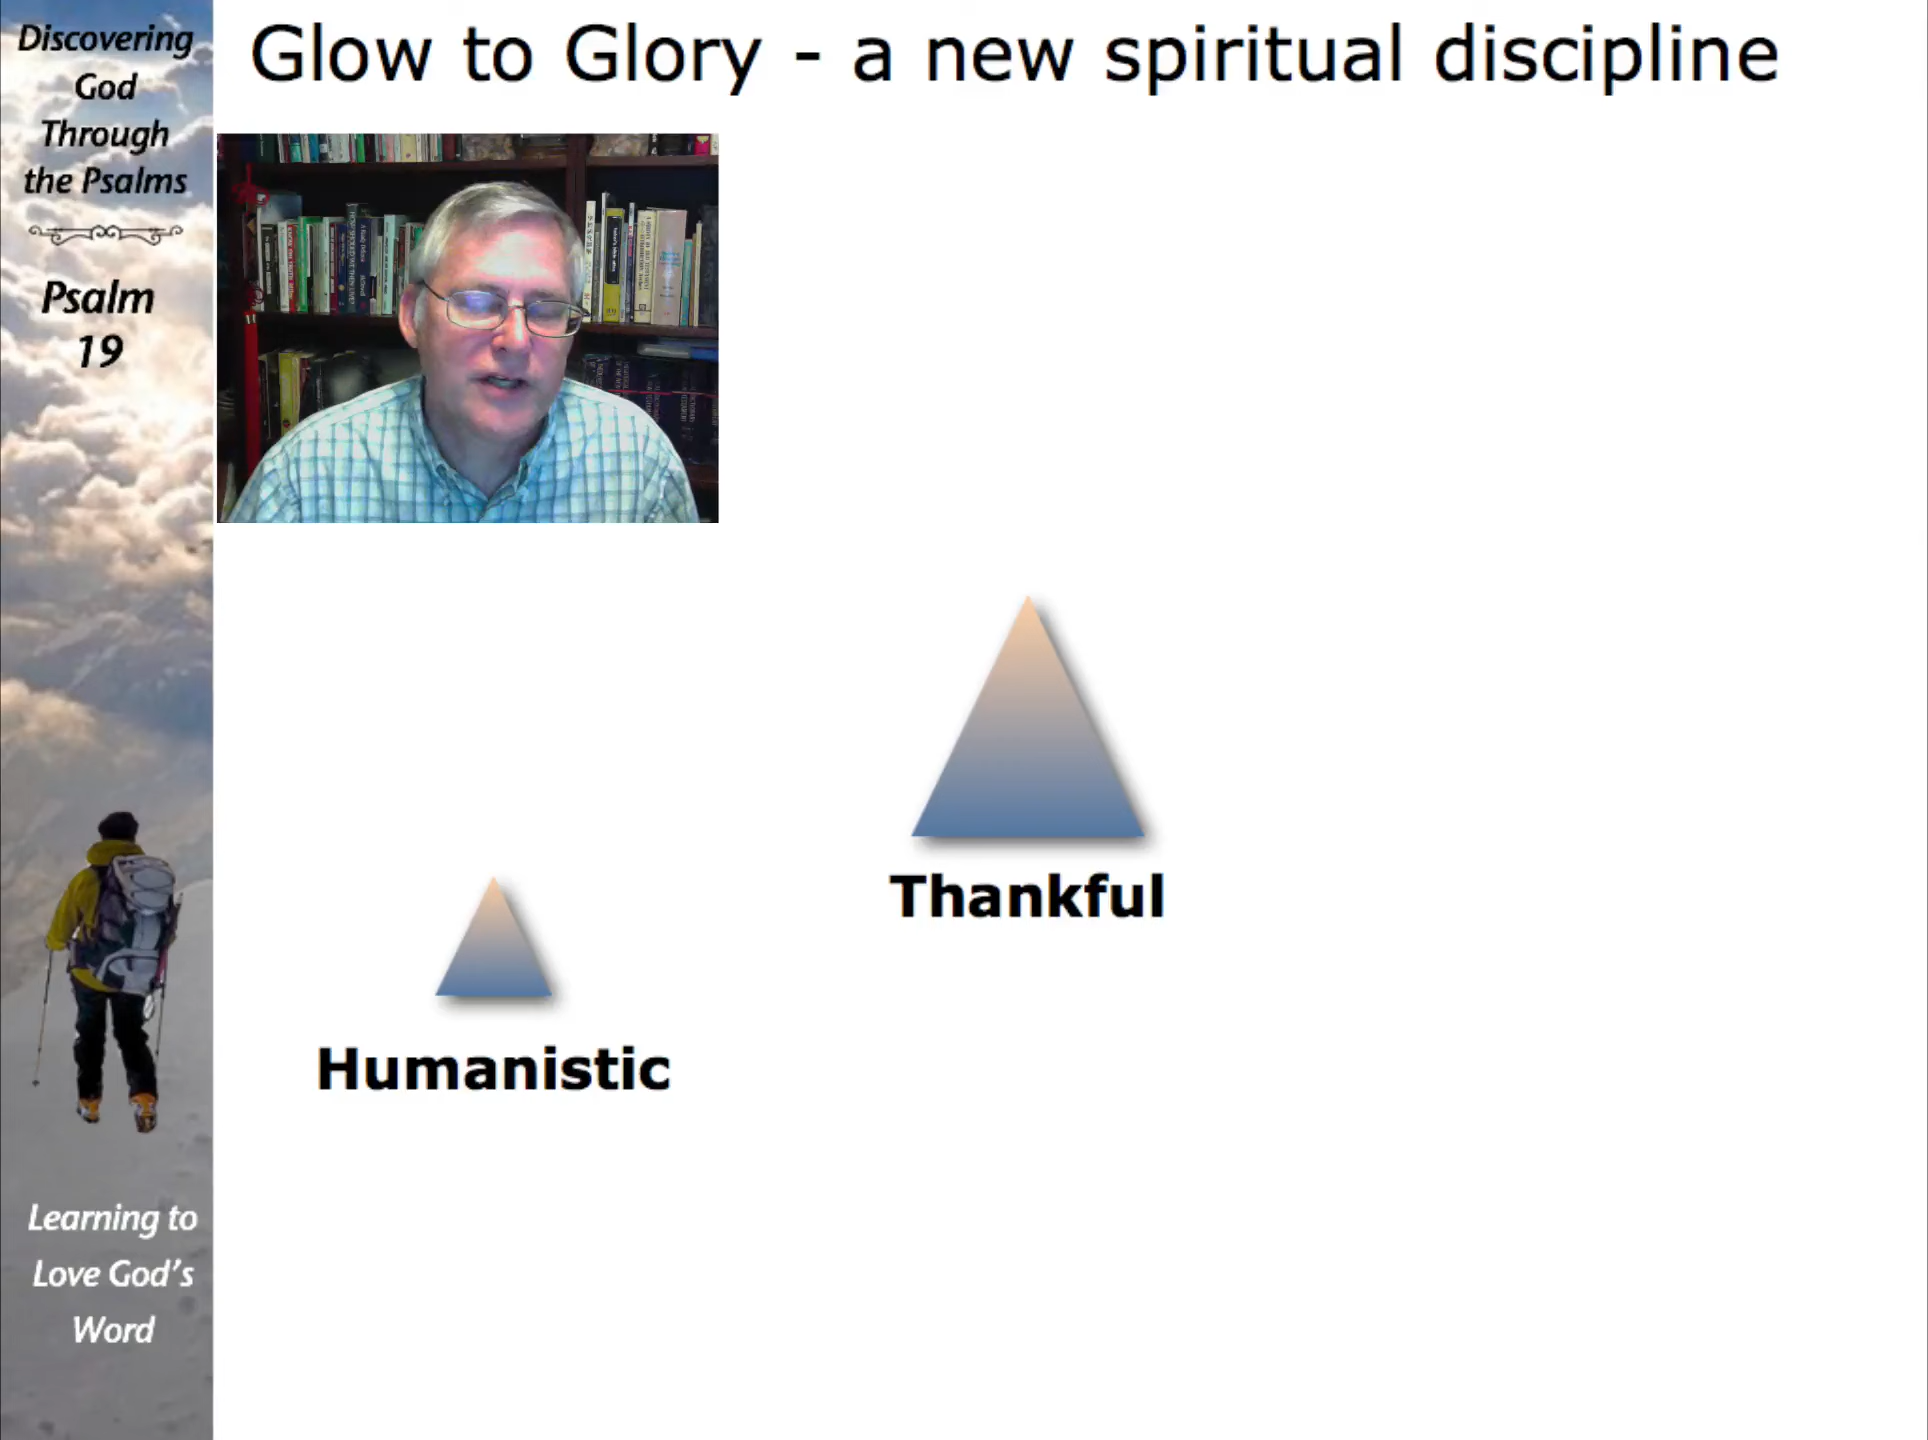 Discovering
God
Through
the Psalms
Psalm
19
Glow to Glory - a new spiritual discipline
Thankful
Humanistic
Learning to
Love God's
Word